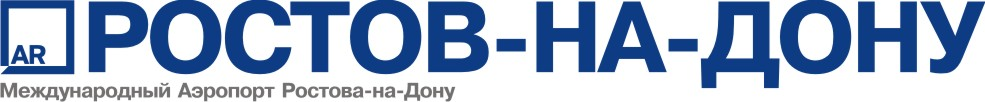 AR РОСТОВ-НА-ДОНУ
Международный Аэропорт Ростова-на-Дону